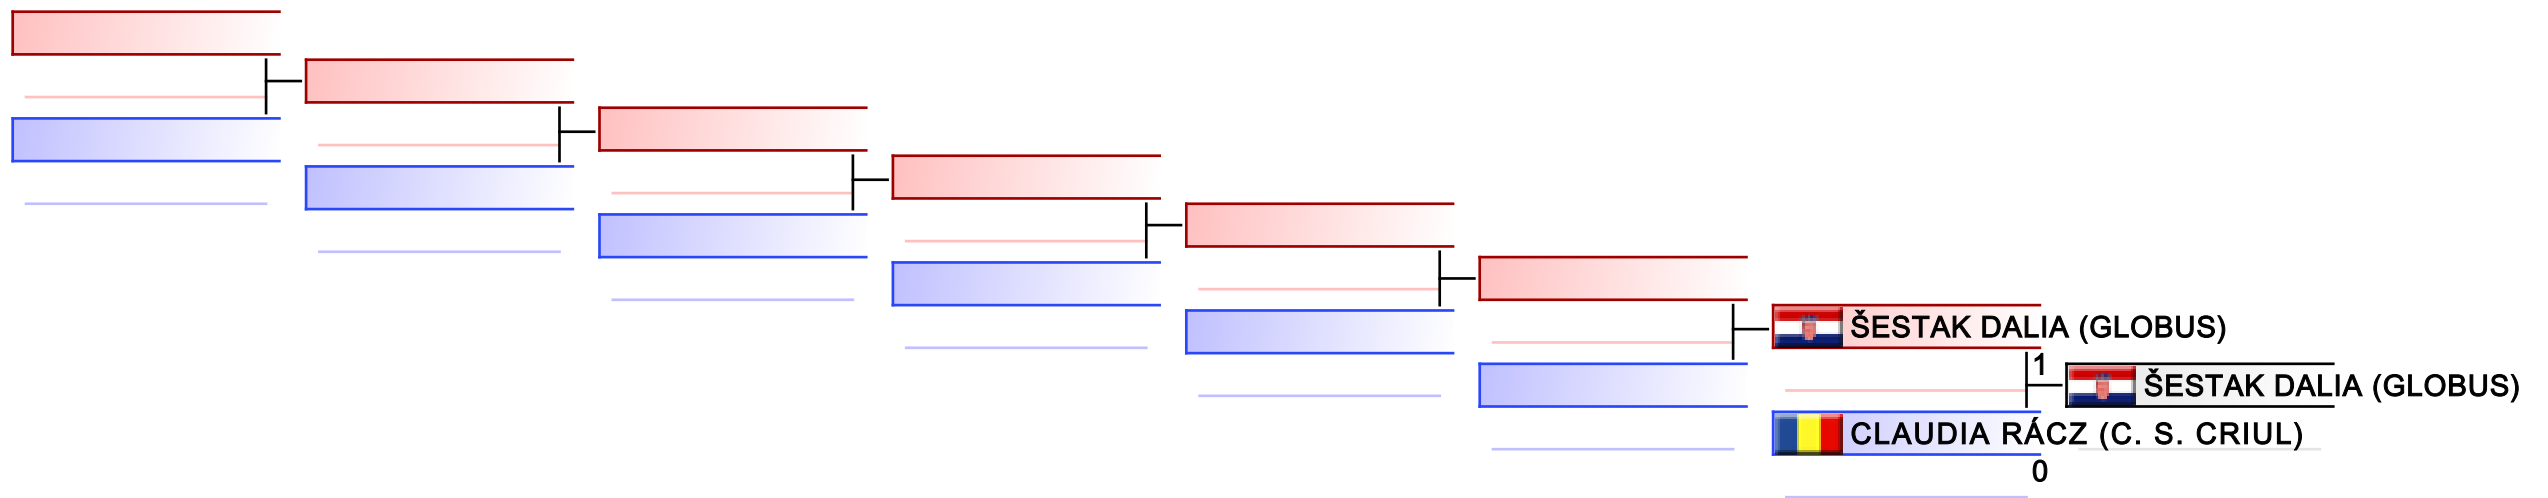 ŠESTAK DALIA (GLOBUS)
1
ŠESTAK DALIA (GLOBUS)
CLAUDIA RÁCZ (C. S. CRIUL)
0